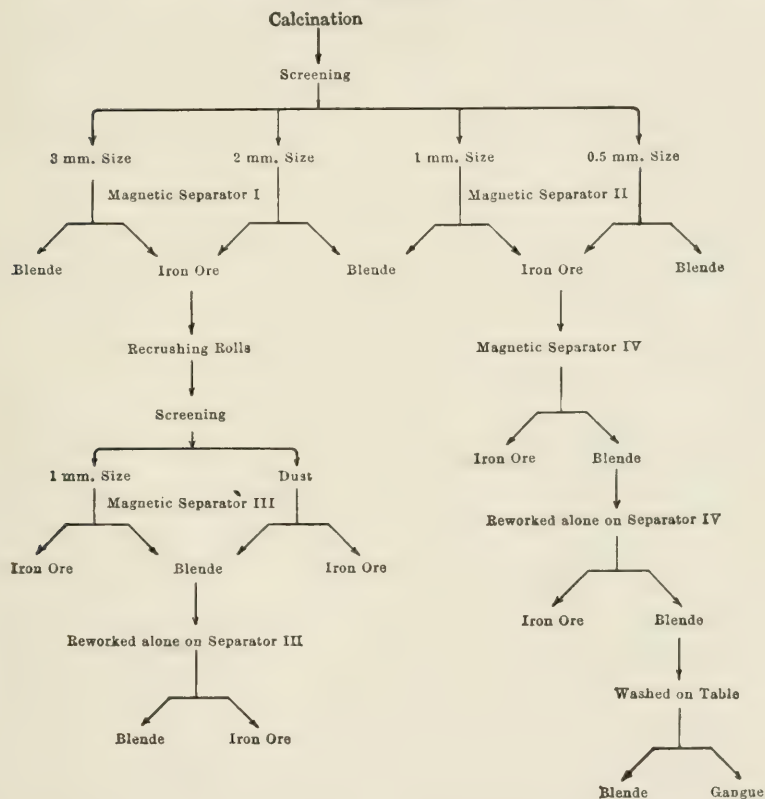 Calcination
Screening
3 mm. Size 2 mm. Size 1 mm. Size 0.5 mm. Size
Magnetic Separator I Magnetic Separator II
Blende Iron Ore Blende Iron Ore Blende
Recrushing Rolls Magnetic Separator IV
Screening
Iron Ore Blende
1 mm. Size Dust
Magnetic Separator III Reworked alone on Separator IV
Iron Ore Blende Iron Ore
Iron Ore Blende
Reworked alone on Separator III
Washed on Table
Blende Iron Ore
Blende Gangue